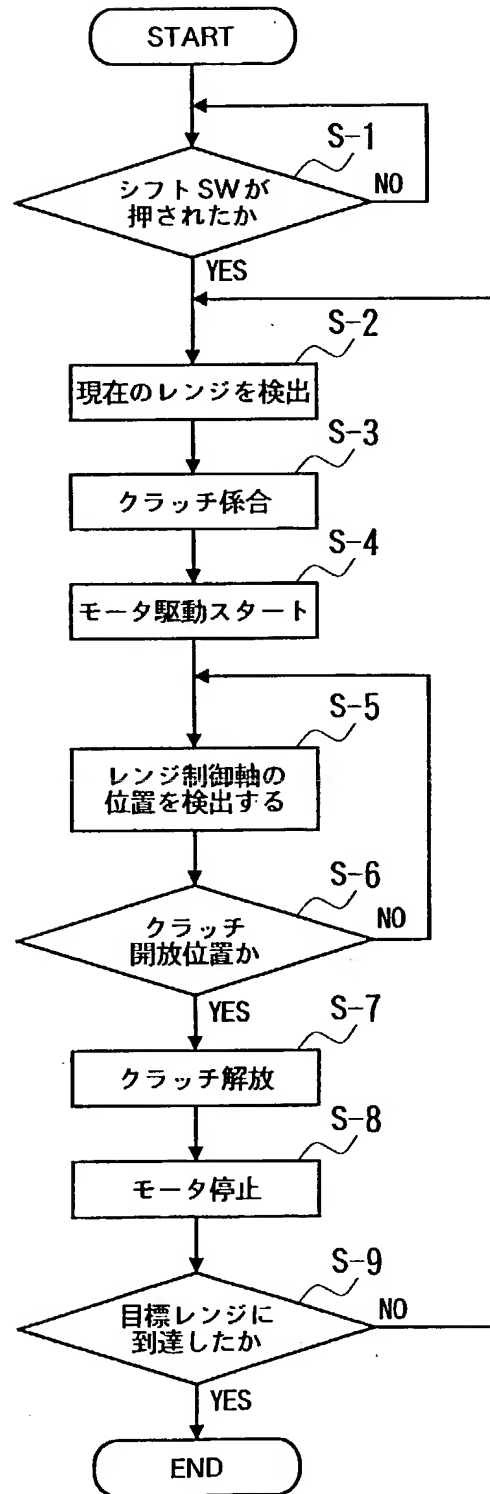 START
S-1
シフトSWが
押されたか
NO
YES
S-2
現在のレンジを検出
S-3
クラッチ係合
S-4
モータ駆動スタート
S-5
レンジ制御軸の
位置を検出する
S-6
クラッチ
開放位置か
NO
YES
S-7
クラッチ解放
S-8
モータ停止
S-9
目標レンジに
到達したか
NO
YES
END